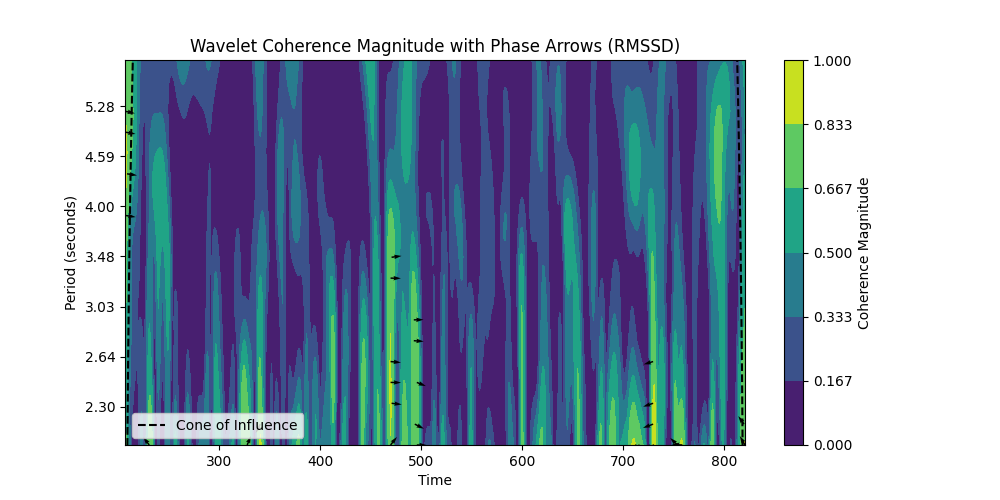 Wavelet Coherence Magnitude with Phase Arrows (RMSSD)
Period (seconds)
5.28
4.59
4.00
3.48
3.03
2.64
2.30
Cone of Influence
300 400 500 600 700 800
Time
1.000
0.833
0.667
0.500
0.333
0.167
0.000
Coherence Magnitude